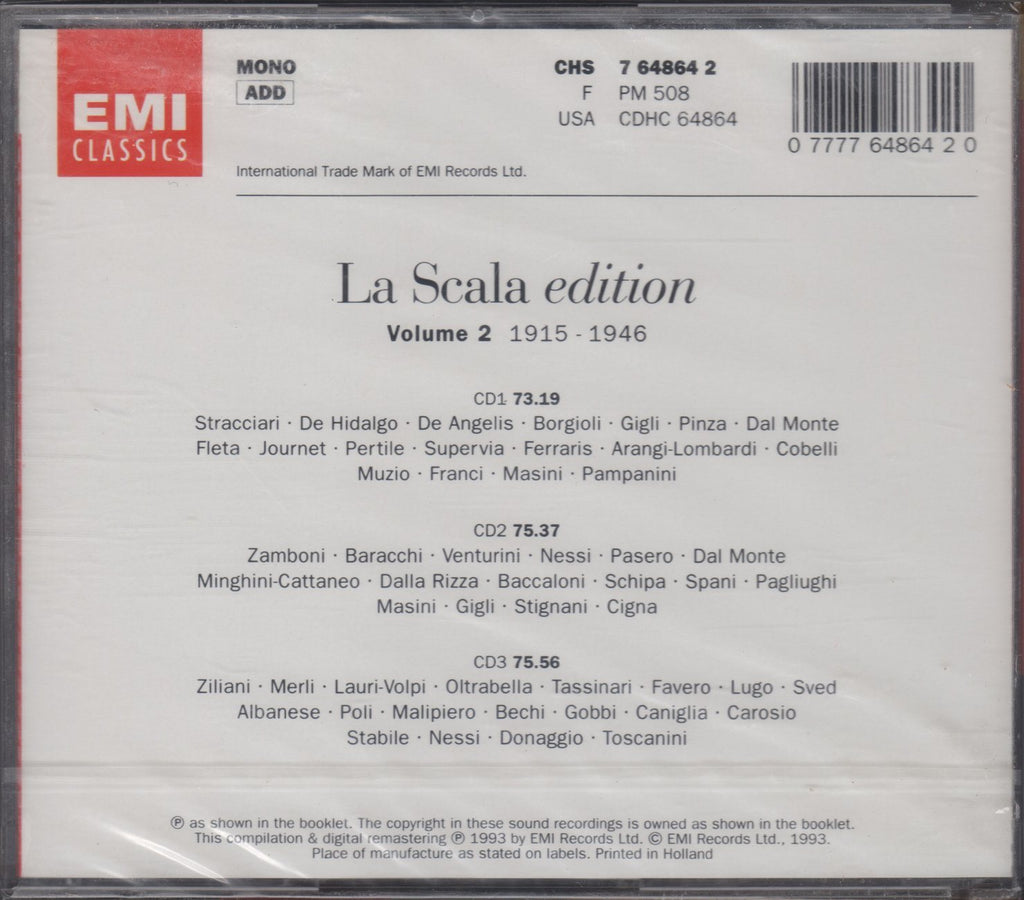 EMI
CLASSICS
MONO
ADD
CHS 7 64864 2
F PM 508
USA CDHC 64864
0 7777 64864 2 0
International Trade Mark of EMI Records Ltd.
La Scala edition
Volume 2 1915 - 1946
CD1 73.19
Stracciari · De Hidalgo · De Angelis · Borgioli · Gigli · Pinza · Dal Monte
Fleta · Journet · Pertile · Supervia · Ferraris · Arangi-Lombardi · Cobelli
Muzio · Franci · Masini · Pampanini
CD2 75.37
Zamboni · Baracchi · Venturini · Nessi · Pasero · Dal Monte
Minghini-Cattaneo · Dalla Rizza · Baccaloni · Schipa · Spani · Pagliughi
Masini · Gigli · Stignani · Cigna
CD3 75.56
Ziliani · Merli · Lauri-Volpi · Oltrabella · Tassinari · Favero · Lugo · Sved
Albanese · Poli · Malipiero · Bechi · Gobbi · Caniglia · Carosio
Stabile · Nessi · Donaggio · Toscanini
℗ as shown in the booklet. The copyright in these sound recordings is owned as shown in the booklet.
This compilation & digital remastering ℗ 1993 by EMI Records Ltd. © EMI Records Ltd., 1993.
Place of manufacture as stated on labels. Printed in Holland